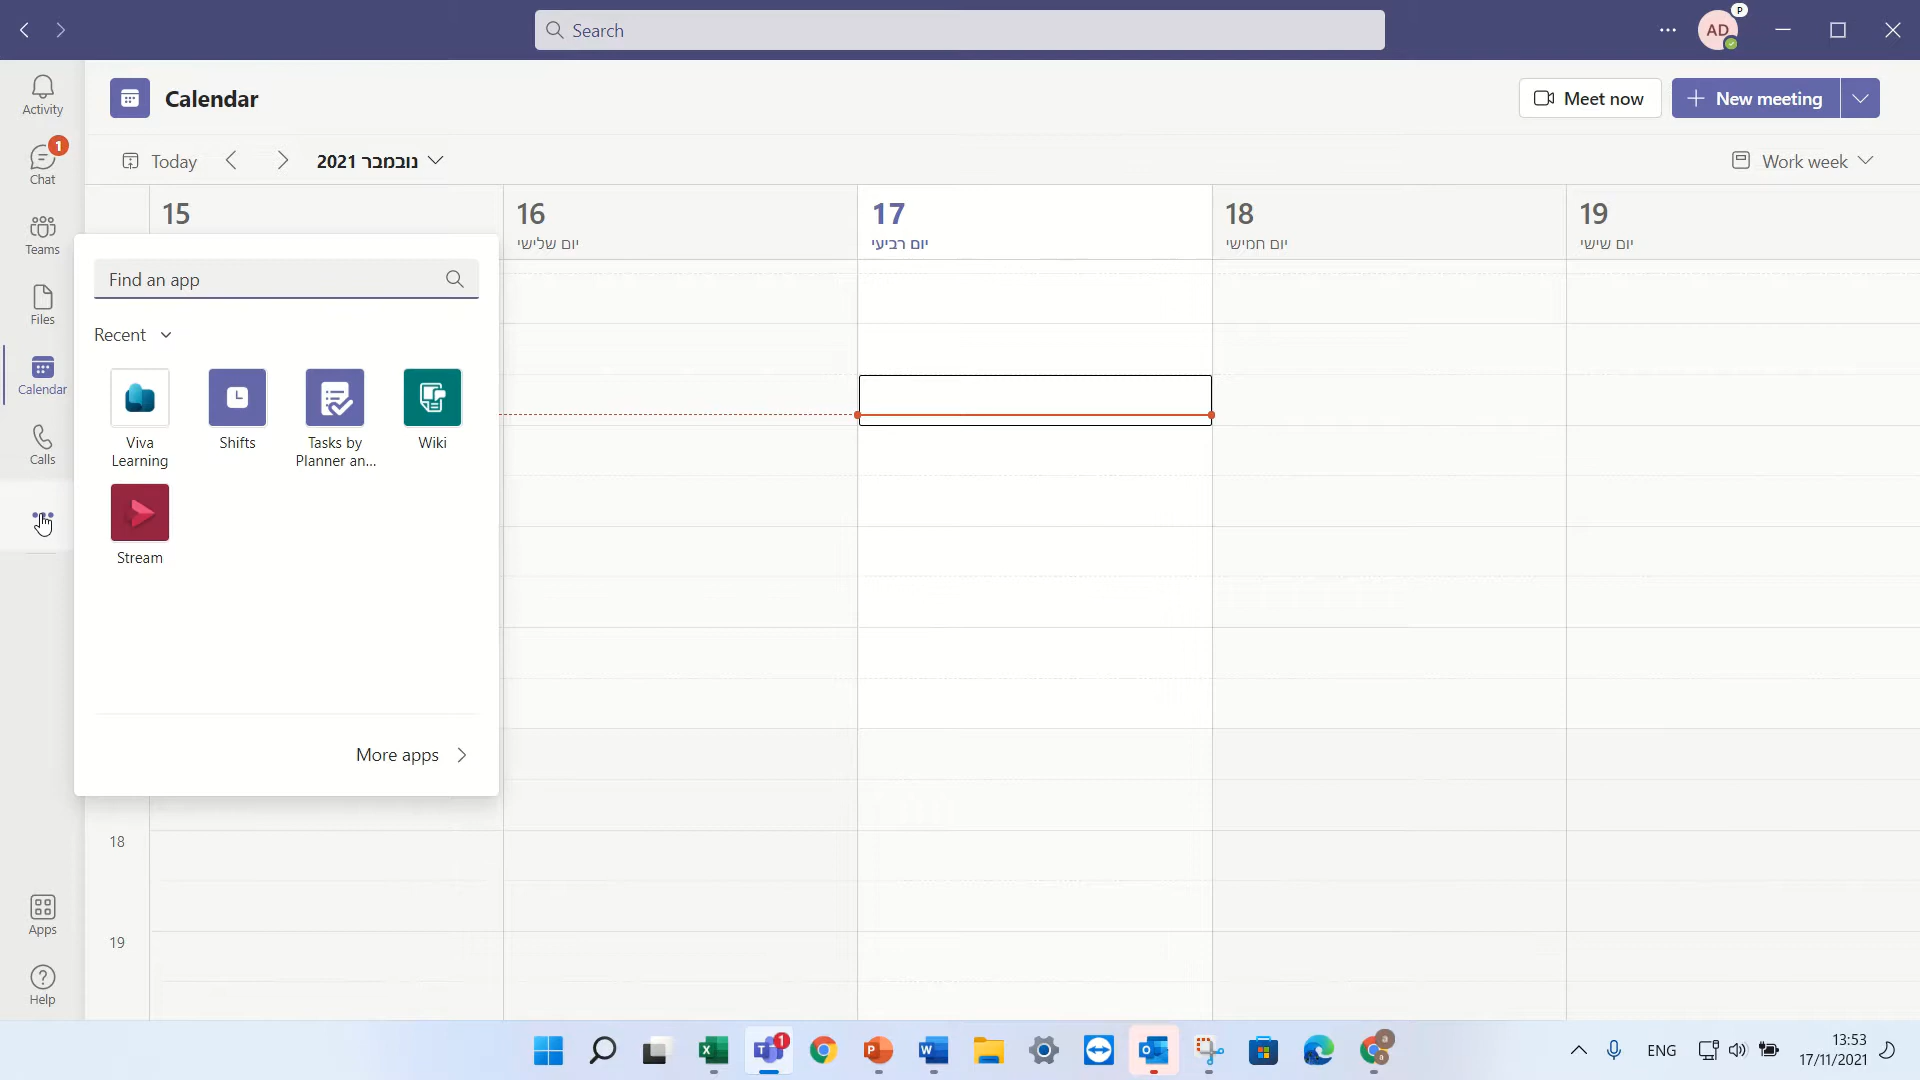 Search
AD
P
Activity
1
Chat
Teams
Files
Calendar
Calls
Apps
Help
Calendar
Meet now
New meeting
Today
נובמבר 2021
Work week
15
16
יום שלישי
17
יום רביעי
18
יום חמישי
19
יום שישי
Find an app
Recent
Viva
Learning
Shifts
Tasks by
Planner an...
Wiki
Stream
More apps
18
19
1
a
a
ENG
13:53
17/11/2021